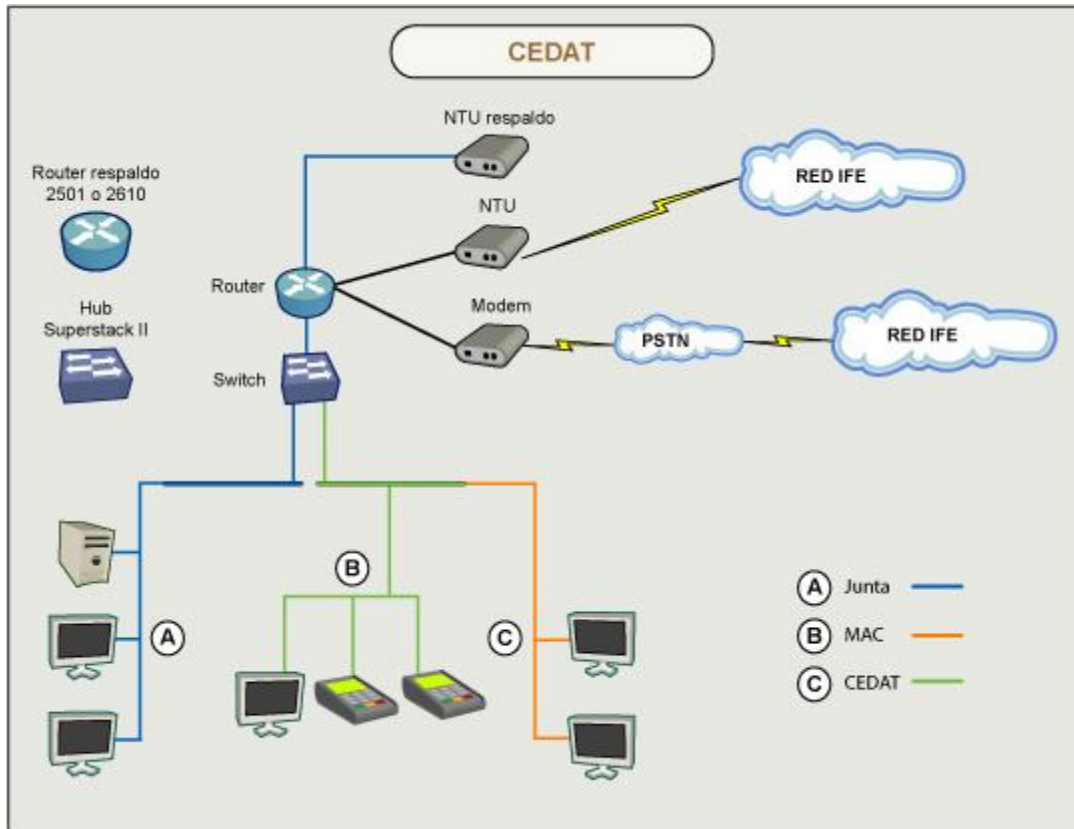 CEDAT
NTU respaldo
Router respaldo
2501 o 2610
RED IFE
NTU
Router
Hub
Superstack II
Modem
PSTN
RED IFE
Switch
B
A
C
A Junta
B MAC
C CEDAT